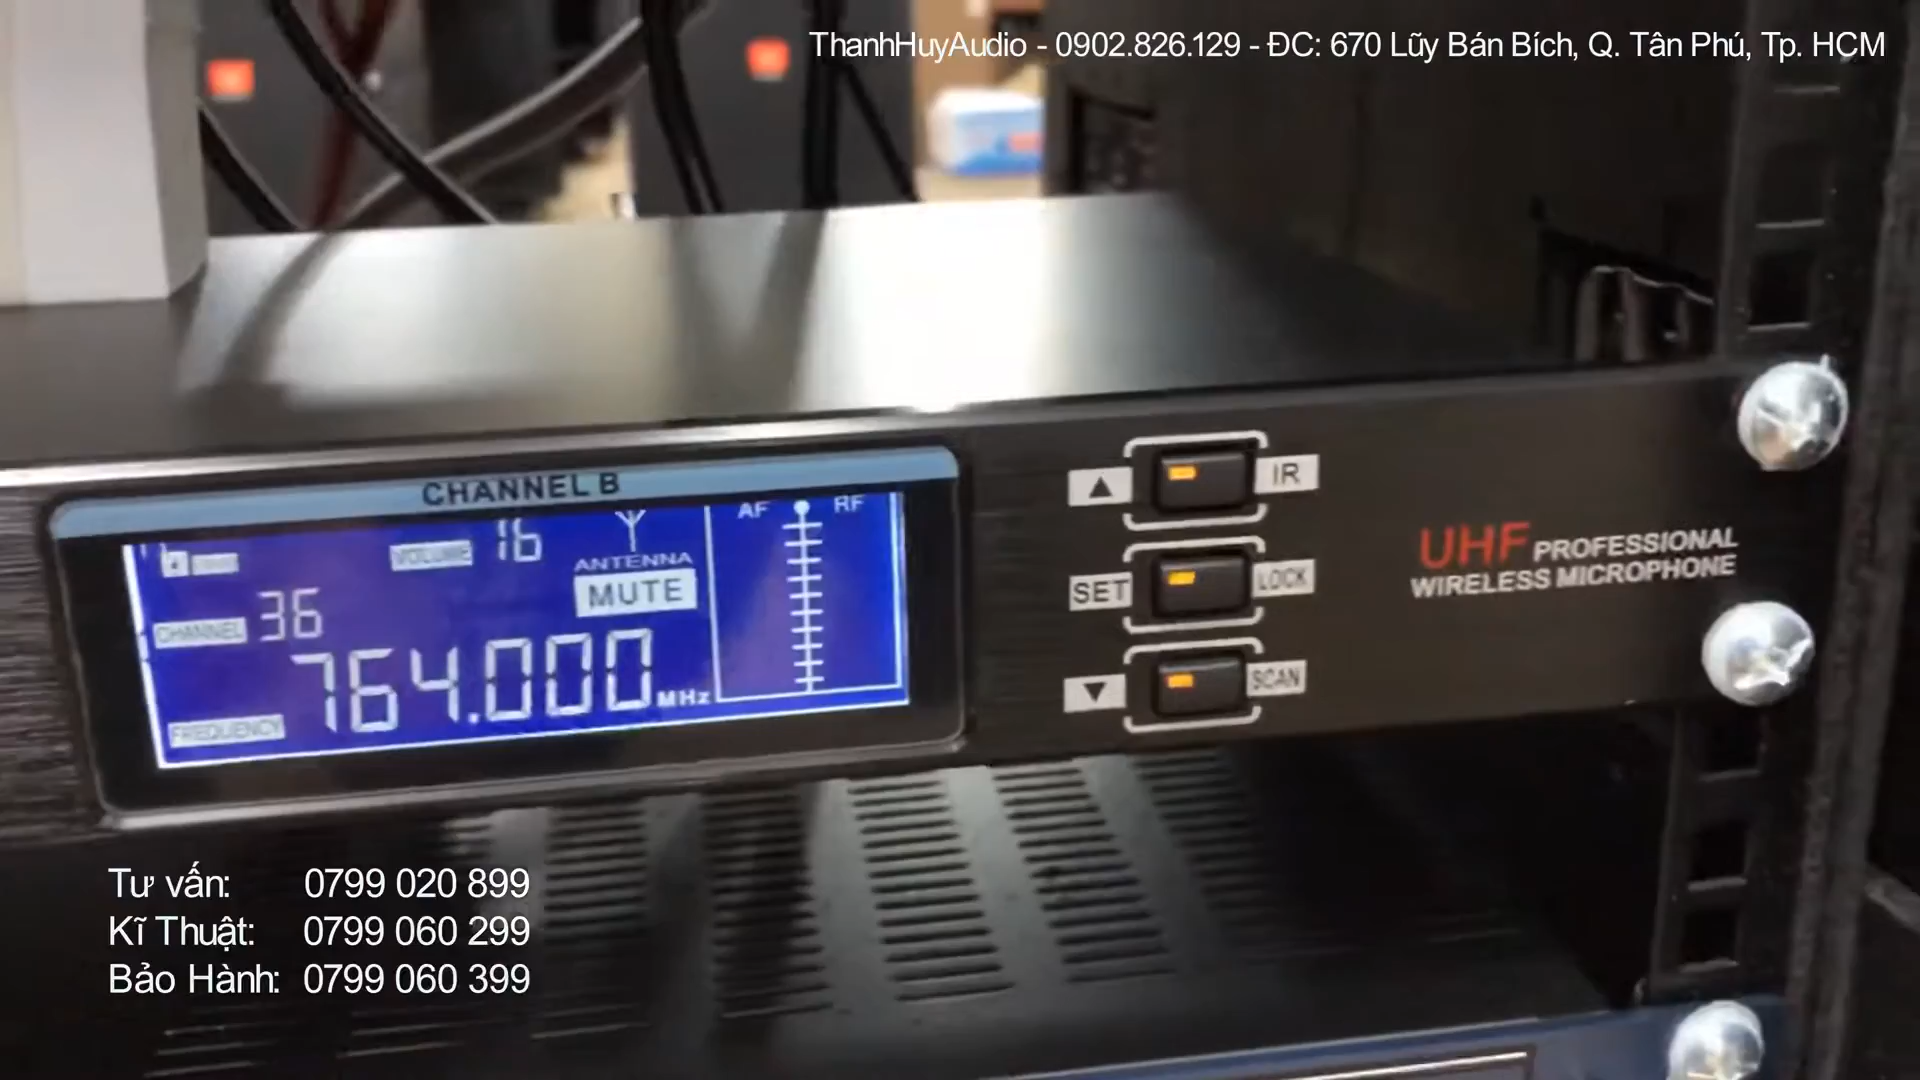 ThanhHuyAudio - 0902.826.129 - ĐC: 670 Lũy Bán Bích, Q. Tân Phú, Tp. HCM
CHANNEL B
VOLUME 16
ANTENNA
MUTE
AF RF
CHANNEL 36
764.000 MHz
FREQUENCY
▲ IR
SET LOCK
▼ SCAN
UHF PROFESSIONAL
WIRELESS MICROPHONE
Tư vấn: 0799 020 899
Kĩ Thuật: 0799 060 299
Bảo Hành: 0799 060 399